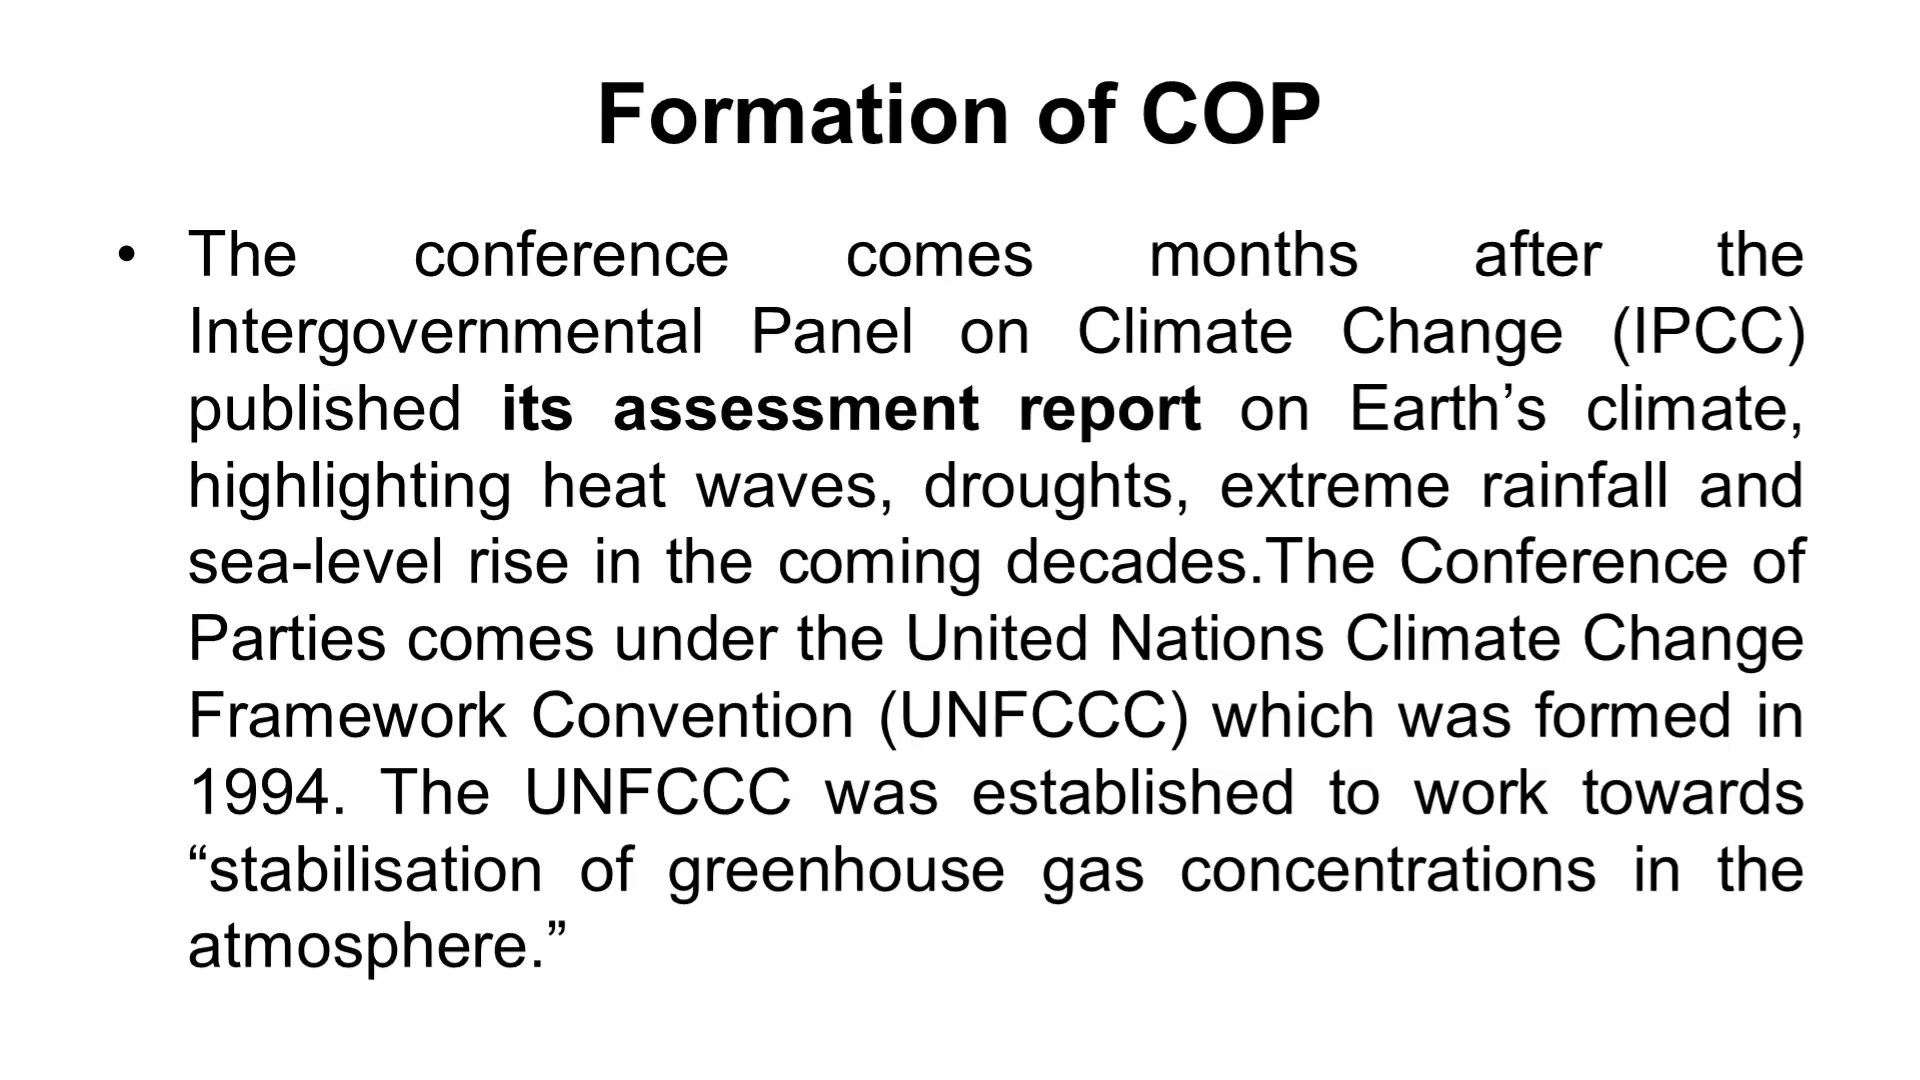 Formation of COP
• The conference comes months after the
Intergovernmental Panel on Climate Change (IPCC)
published its assessment report on Earth’s climate,
highlighting heat waves, droughts, extreme rainfall and
sea-level rise in the coming decades.The Conference of
Parties comes under the United Nations Climate Change
Framework Convention (UNFCCC) which was formed in
1994. The UNFCCC was established to work towards
“stabilisation of greenhouse gas concentrations in the
atmosphere.”